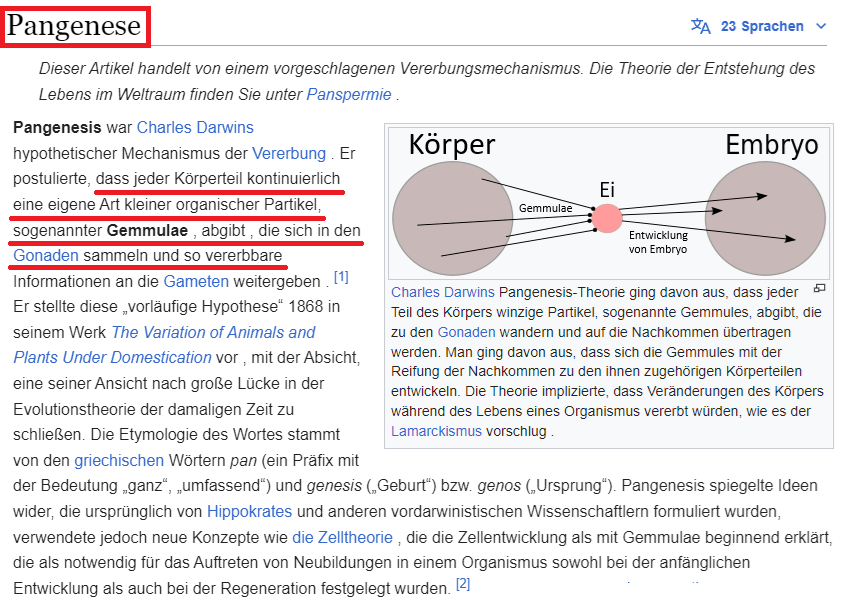 Pangenese
23 Sprachen
Dieser Artikel handelt von einem vorgeschlagenen Vererbungsmechanismus. Die Theorie der Entstehung des
Lebens im Weltraum finden Sie unter Panspermie .
Pangenesis war Charles Darwins
hypothetischer Mechanismus der Vererbung . Er
postulierte, dass jeder Körperteil kontinuierlich
eine eigene Art kleiner organischer Partikel,
sogenannter Gemmulae , abgibt , die sich in den
Gonaden sammeln und so vererbbare
Informationen an die Gameten weitergeben . [1]
Er stellte diese „vorläufige Hypothese“ 1868 in
seinem Werk The Variation of Animals and
Plants Under Domestication vor , mit der Absicht,
eine seiner Ansicht nach große Lücke in der
Evolutionstheorie der damaligen Zeit zu
schließen. Die Etymologie des Wortes stammt
von den griechischen Wörtern pan (ein Präfix mit
der Bedeutung „ganz“, „umfassend“) und genesis („Geburt“) bzw. genos („Ursprung“). Pangenesis spiegelte Ideen
wider, die ursprünglich von Hippokrates und anderen vordarwinistischen Wissenschaftlern formuliert wurden,
verwendete jedoch neue Konzepte wie die Zelltheorie , die die Zellentwicklung als mit Gemmulae beginnend erklärt,
die als notwendig für das Auftreten von Neubildungen in einem Organismus sowohl bei der anfänglichen
Entwicklung als auch bei der Regeneration festgelegt wurden. [2]
Körper
Embryo
Ei
Gemmulae
Entwicklung
von Embryo
Charles Darwins Pangenesis-Theorie ging davon aus, dass jeder
Teil des Körpers winzige Partikel, sogenannte Gemmules, abgibt, die
zu den Gonaden wandern und auf die Nachkommen übertragen
werden. Man ging davon aus, dass sich die Gemmules mit der
Reifung der Nachkommen zu den ihnen zugehörigen Körperteilen
entwickeln. Die Theorie implizierte, dass Veränderungen des Körpers
während des Lebens eines Organismus vererbt würden, wie es der
Lamarckismus vorschlug .